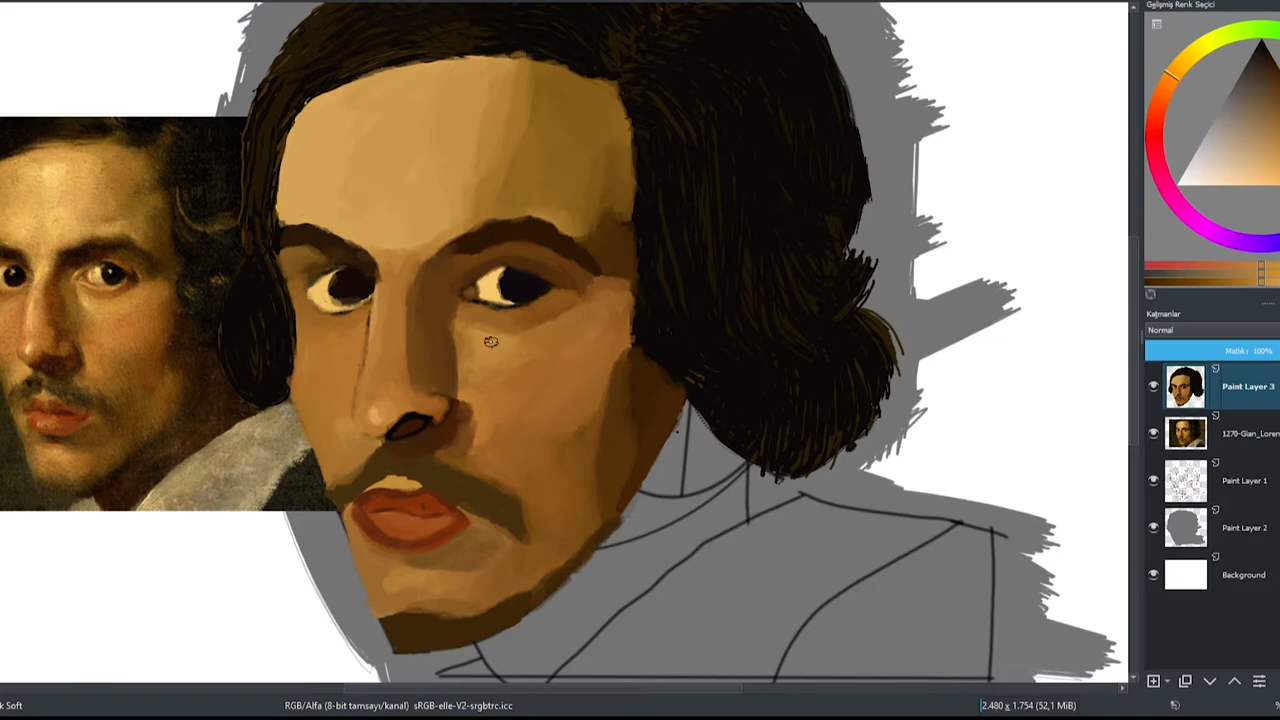 Gelişmiş Renk Seçici
Katmanlar
Normal
Matlık: 100%
Paint Layer 3
1270-Gian_Loren
Paint Layer 1
Paint Layer 2
Background
k Soft
RGB/Alfa (8-bit tamsayı/kanal) sRGB-elle-V2-srgbtrc.icc
2.480 x 1.754 (52,1 MiB)